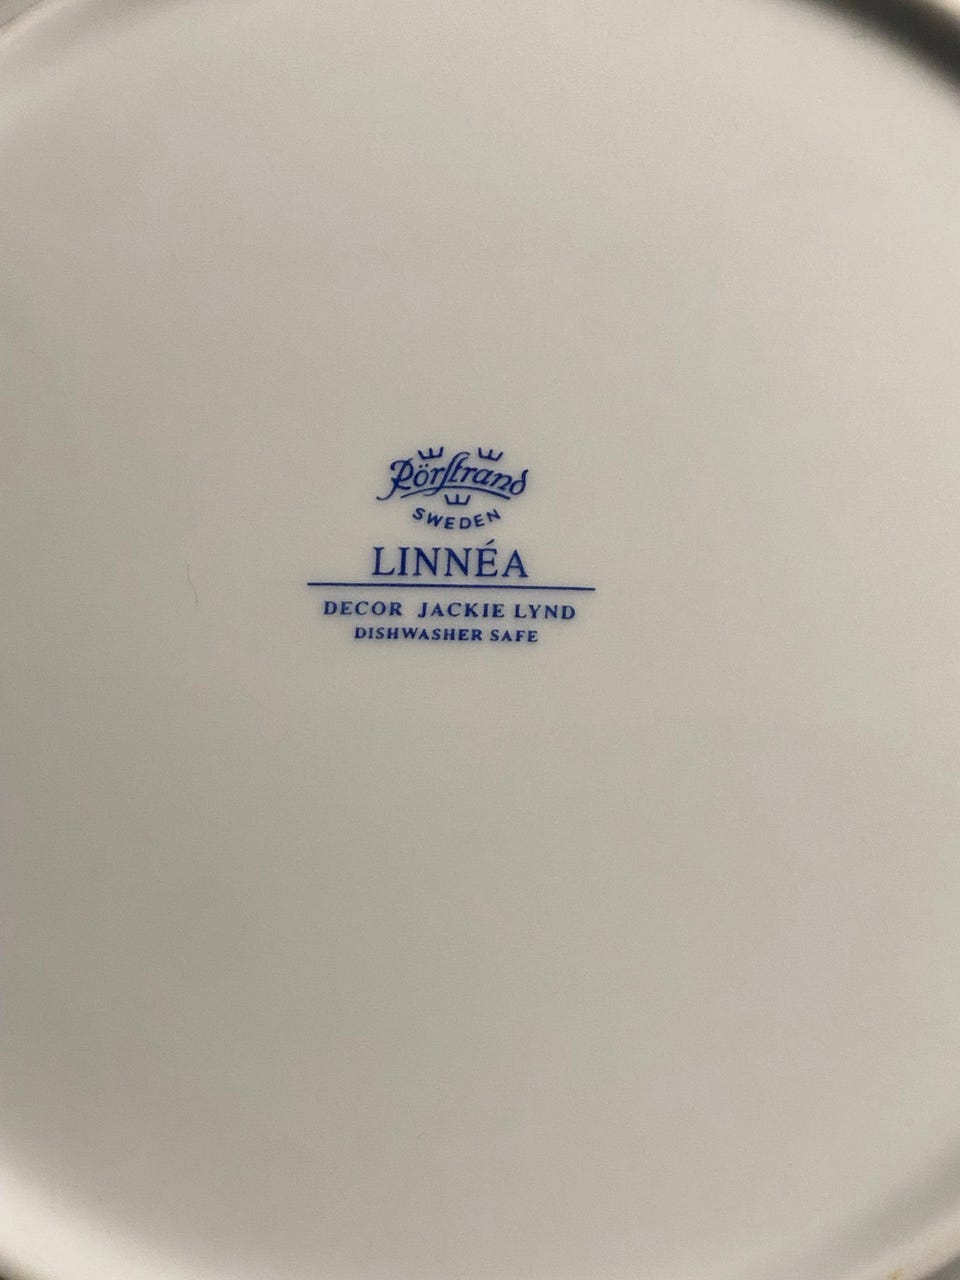 Rörstrand
SWEDEN
LINNÉA
DECOR JACKIE LYND
DISHWASHER SAFE